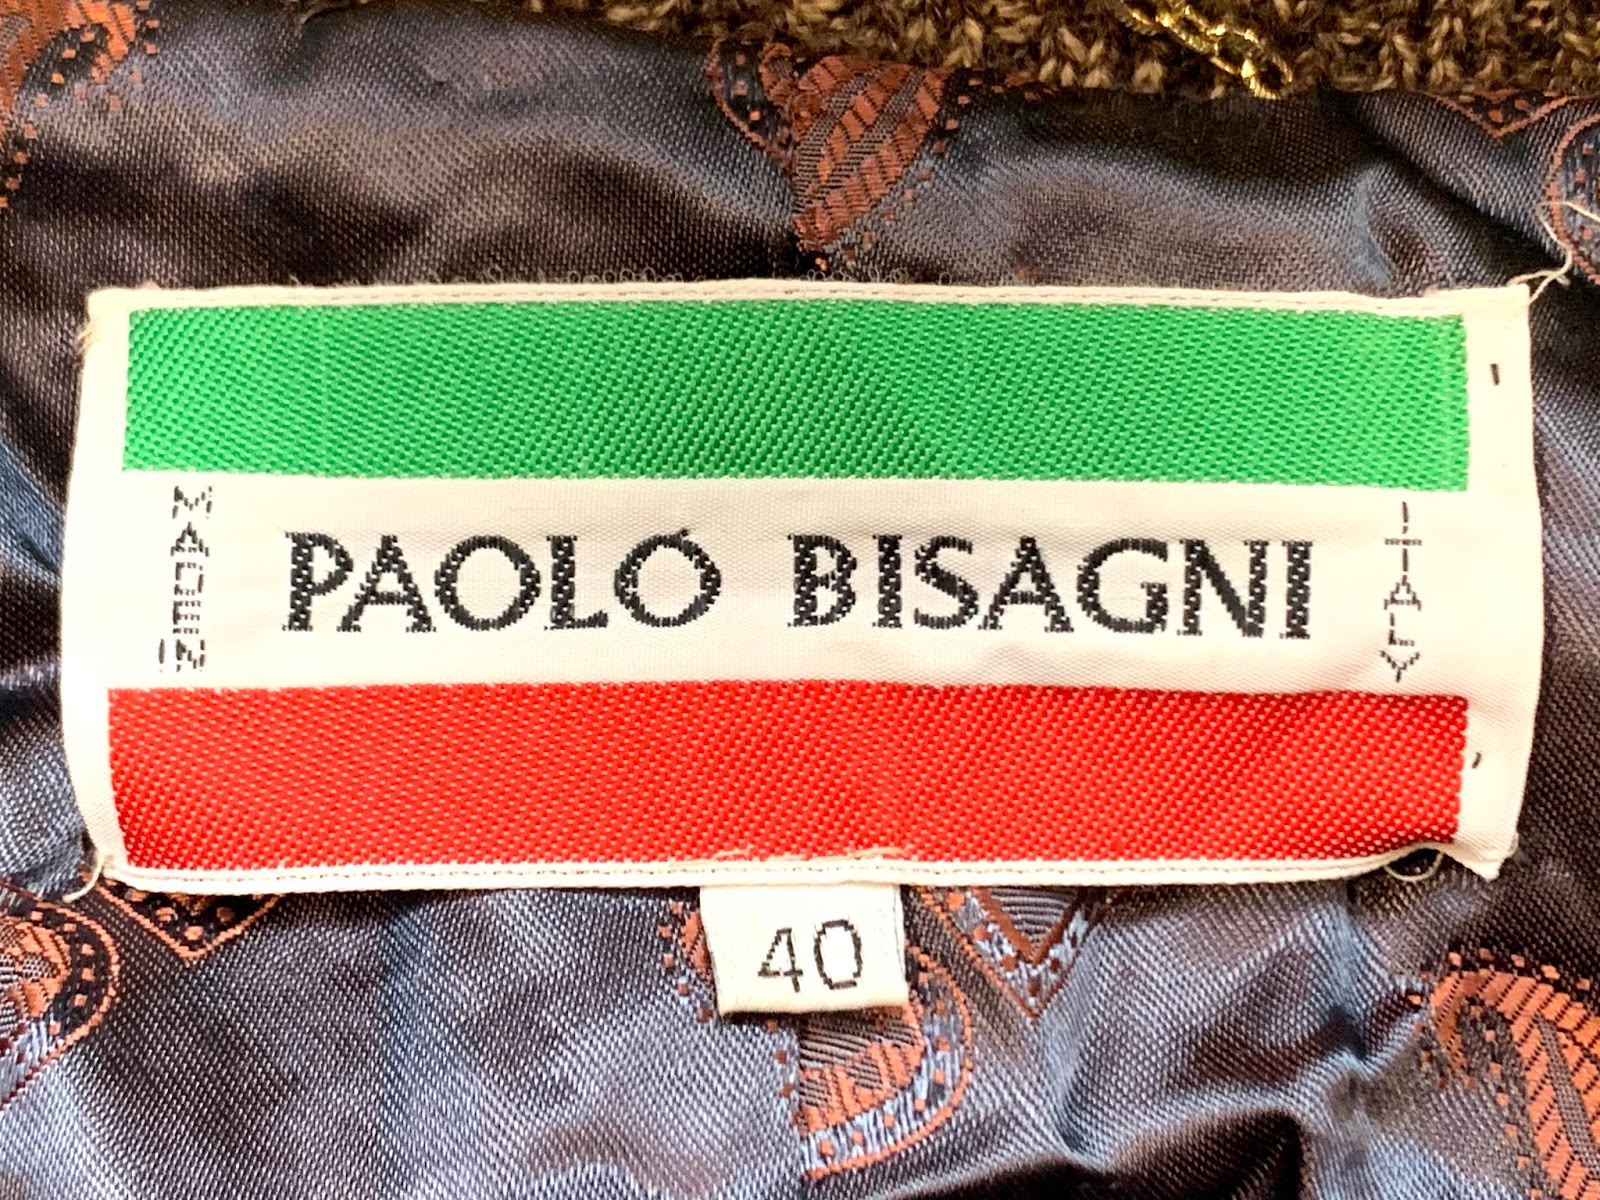 MADE IN
PAOLÓ BISAGNI
ITALY
40